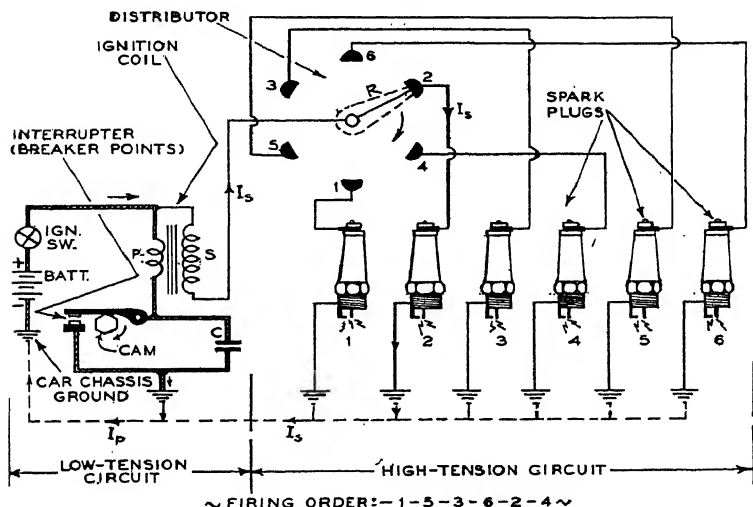 DISTRIBUTOR
IGNITION
COIL
INTERRUPTER
(BREAKER POINTS)
6
3
2
R
5
4
1
Is
Is
SPARK
PLUGS
IGN.
SW.
+
BATT.
P
S
C
CAM
CAR CHASSIS
GROUND
1
2
3
4
5
6
Ip
Is
LOW-TENSION
CIRCUIT
HIGH-TENSION CIRCUIT
~ FIRING ORDER:-1-5-3-6-2-4 ~